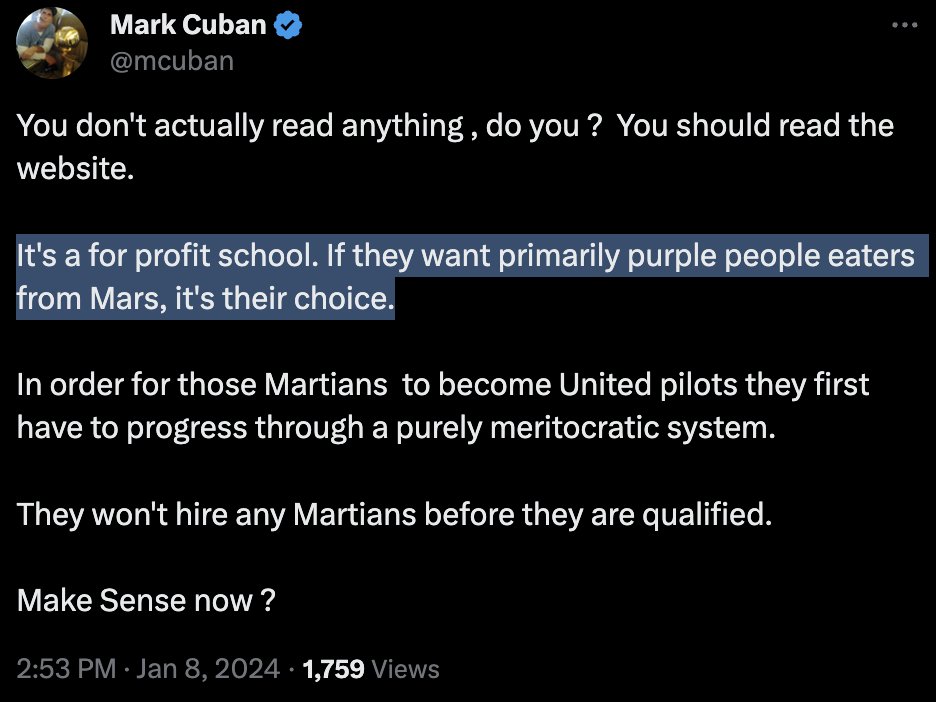 Mark Cuban
@mcuban
You don't actually read anything , do you ?  You should read the
website.
It's a for profit school. If they want primarily purple people eaters
from Mars, it's their choice.
In order for those Martians  to become United pilots they first
have to progress through a purely meritocratic system.
They won't hire any Martians before they are qualified.
Make Sense now ?
2:53 PM · Jan 8, 2024 · 1,759 Views